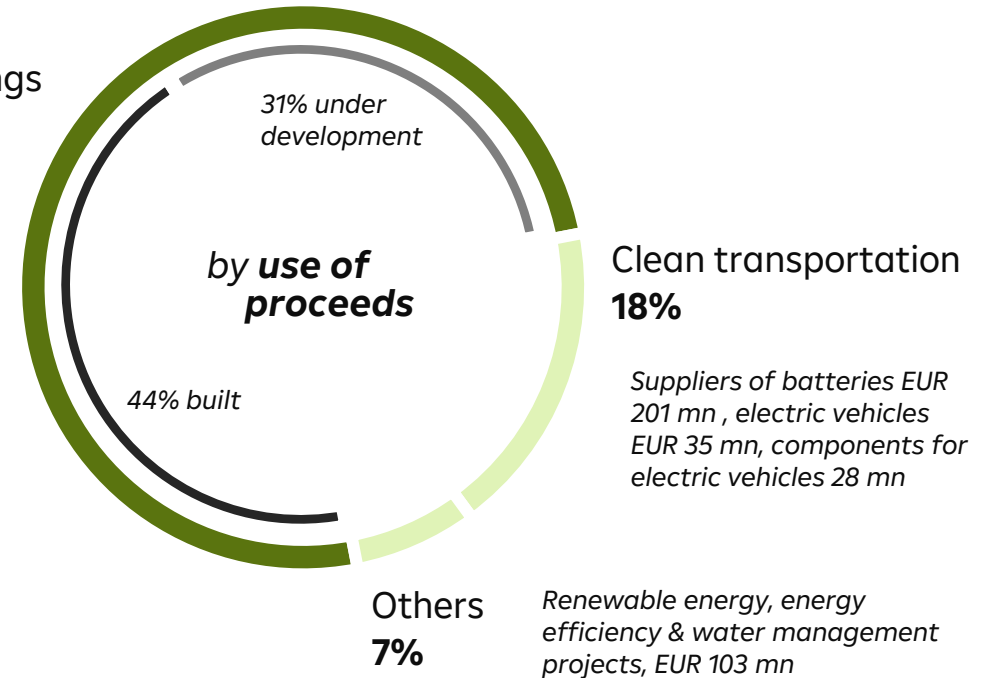 31% under
development
by use of
proceeds
44% built
Clean transportation
18%
Suppliers of batteries EUR
201 mn , electric vehicles
EUR 35 mn, components for
electric vehicles 28 mn
Others
7%
Renewable energy, energy
efficiency & water management
projects, EUR 103 mn